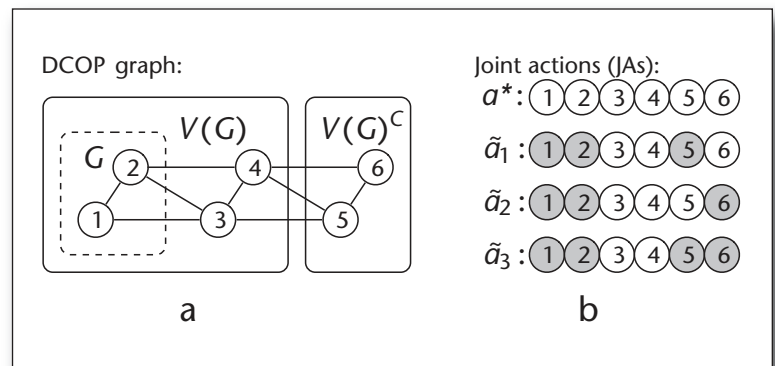 DCOP graph:
V(G)
V(G)^C
G
2
4
6
1
3
5
a
Joint actions (JAs):
a*: 1 2 3 4 5 6
ã₁ : 1 2 3 4 5 6
ã₂ : 1 2 3 4 5 6
ã₃ : 1 2 3 4 5 6
b